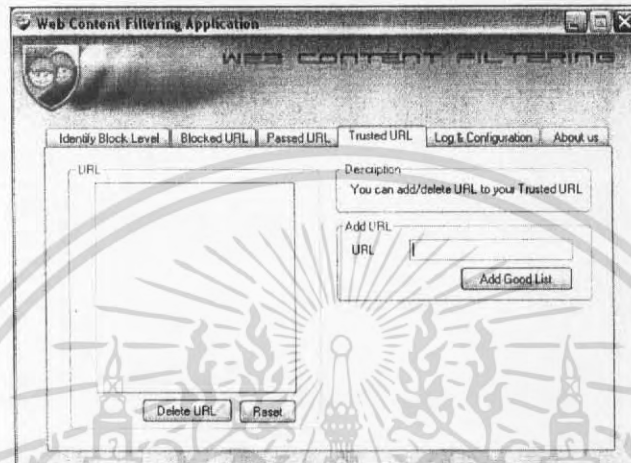 Web Content Filtering Application
WEB CONTENT FILTERING
Identify Block Level Blocked URL Passed URL Trusted URL Log & Configuration About us
URL
Description
You can add/delete URL to your Trusted URL
Add URL
URL
Add Good List
Delete URL Reset